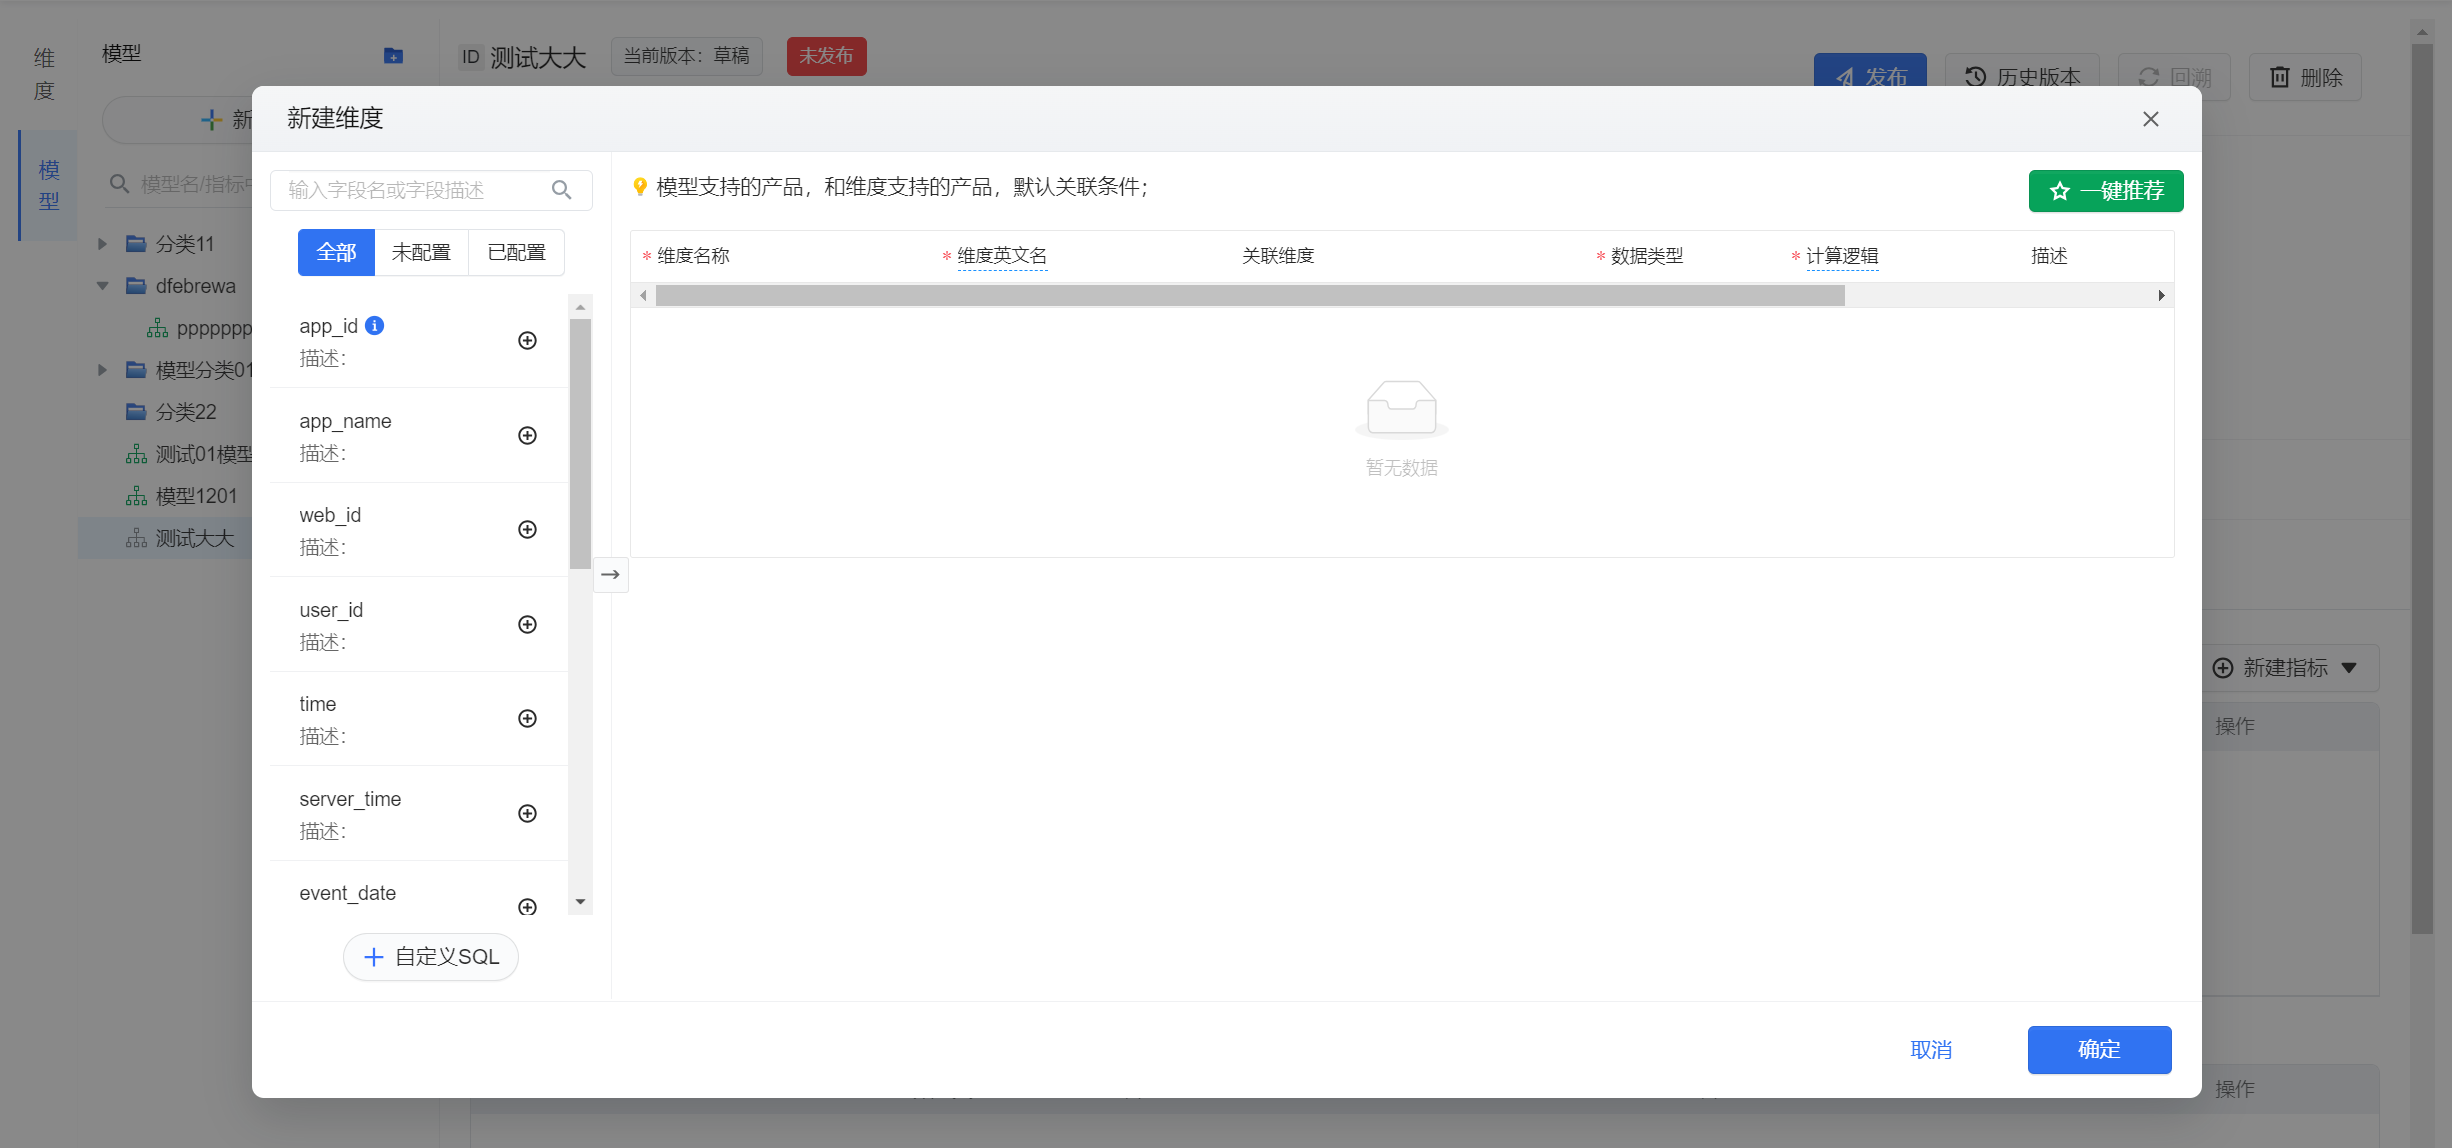 维度
模型
模型
ID 测试大大
当前版本：草稿
未发布
发布
历史版本
回溯
删除
新
模型名/指标
分类11
dfebrewa
ppppppp
模型分类01
分类22
测试01模型
模型1201
测试大大
新建维度
输入字段名或字段描述
全部
未配置
已配置
app_id
描述：
app_name
描述：
web_id
描述：
user_id
描述：
time
描述：
server_time
描述：
event_date
自定义SQL
模型支持的产品，和维度支持的产品，默认关联条件；
一键推荐
* 维度名称
* 维度英文名
关联维度
* 数据类型
* 计算逻辑
描述
暂无数据
新建指标
操作
取消
确定
操作